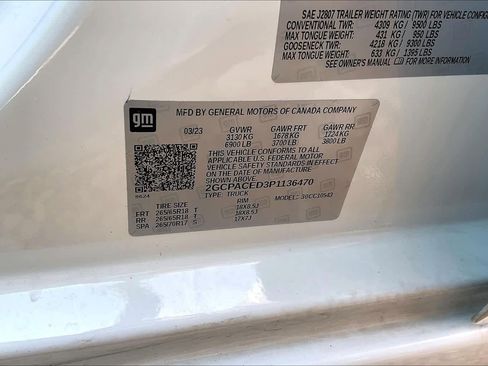 SAE J2807 TRAILER WEIGHT RATING (TWR) FOR VEHICLE CONFIG
CONVENTIONAL TWR: 4309 KG / 9500 LBS
MAX TONGUE WEIGHT: 431 KG / 950 LBS
GOOSENECK TWR: 4218 KG / 9300 LBS
MAX TONGUE WEIGHT: 633 KG / 1395 LBS
SEE OWNER'S MANUAL
gm
MFD BY GENERAL MOTORS OF CANADA COMPANY
03/23 GVWR GAWR FRT GAWR RR
3130 KG 1678 KG 1724 KG
6900 LB 3700 LB 3800 LB
THIS VEHICLE CONFORMS TO ALL
APPLICABLE U.S. FEDERAL MOTOR
VEHICLE SAFETY STANDARDS IN EFFECT
ON THE DATE OF MANUFACTURE SHOWN ABOVE.
2GCPACED3P1136470
TYPE: TRUCK MODEL:
TIRE SIZE RIM
FRT 265/65R18 T 18X8.5J
RR 265/65R18 T 18X8.5J
SPA 265/70R17 S 17X7J